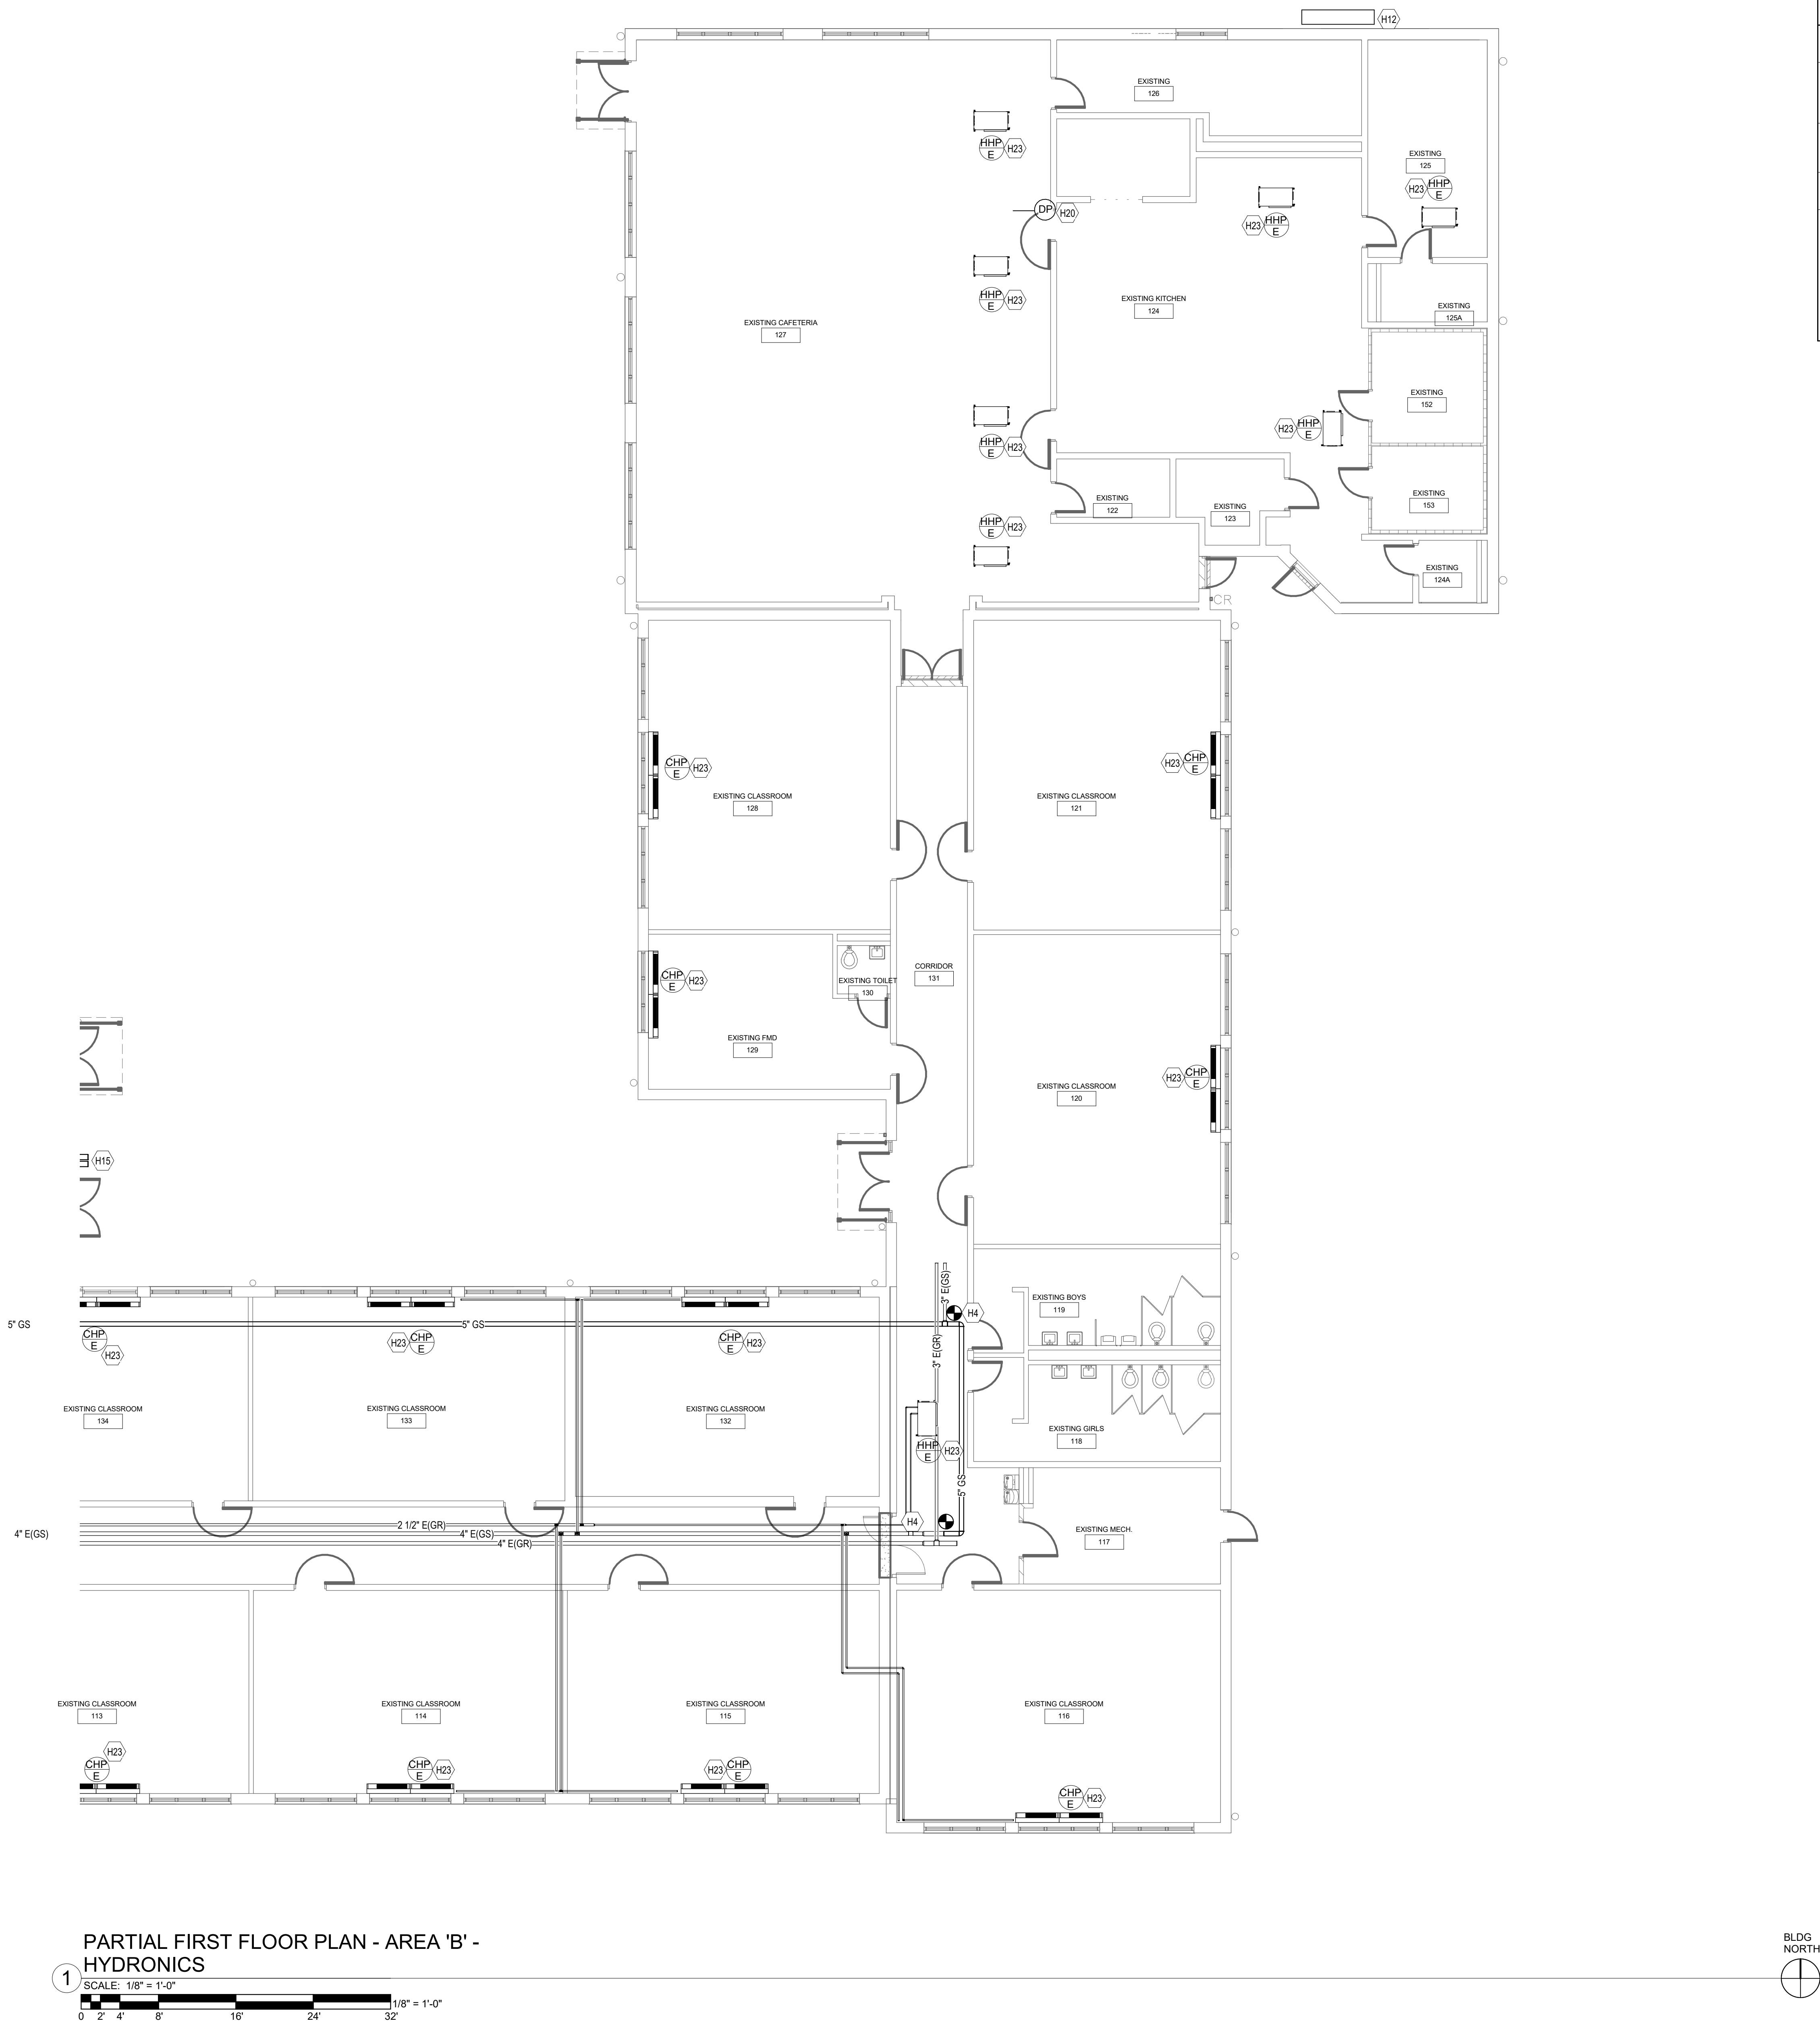 H12
EXISTING
126
EXISTING
125
HHP
E
H23
H23
HHP
E
DP
H20
H23
HHP
E
HHP
E
H23
EXISTING KITCHEN
124
EXISTING
125A
EXISTING CAFETERIA
127
EXISTING
152
H23
HHP
E
HHP
E
H23
EXISTING
122
EXISTING
123
EXISTING
153
HHP
E
H23
EXISTING
124A
CR
CHP
E
H23
H23
CHP
E
EXISTING CLASSROOM
128
EXISTING CLASSROOM
121
CHP
E
H23
EXISTING TOILET
130
CORRIDOR
131
EXISTING FMD
129
H23
CHP
E
EXISTING CLASSROOM
120
H15
3" E(GS)
EXISTING BOYS
119
H4
5" GS
5" GS
3" E(GR)
CHP
E
H23
H23
CHP
E
CHP
E
H23
EXISTING CLASSROOM
134
EXISTING CLASSROOM
133
EXISTING CLASSROOM
132
HHP
E
H23
EXISTING GIRLS
118
5" GS
H4
2 1/2" E(GR)
4" E(GS)
4" E(GS)
4" E(GR)
EXISTING MECH.
117
EXISTING CLASSROOM
113
EXISTING CLASSROOM
114
EXISTING CLASSROOM
115
EXISTING CLASSROOM
116
H23
CHP
E
CHP
E
H23
H23
CHP
E
CHP
E
H23
PARTIAL FIRST FLOOR PLAN - AREA 'B' -
HYDRONICS
1
SCALE: 1/8" = 1'-0"
1/8" = 1'-0"
0 2' 4' 8' 16' 24' 32'
BLDG
NORTH